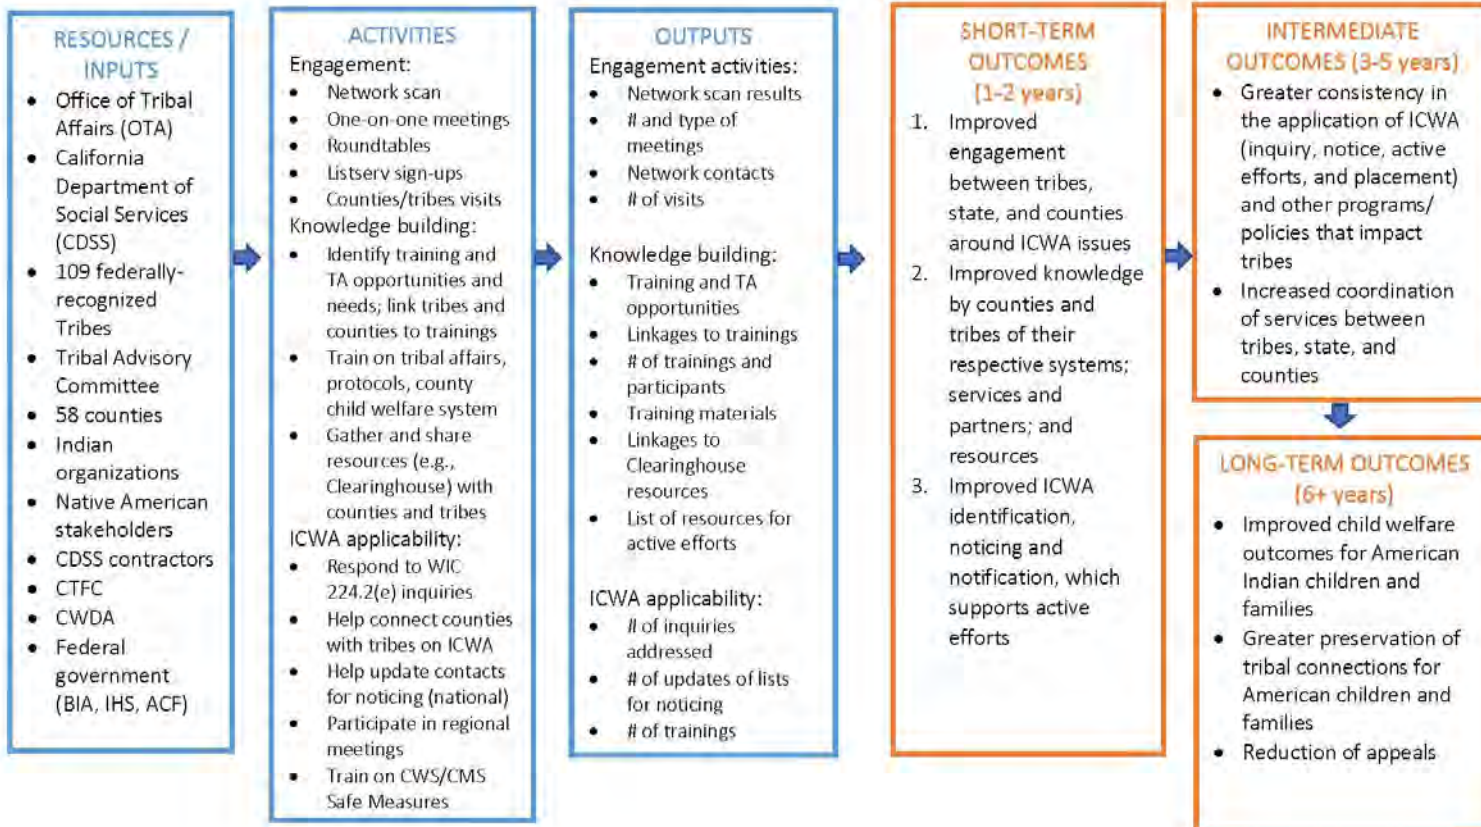 RESOURCES /
INPUTS
• Office of Tribal
Affairs (OTA)
• California
Department of
Social Services
(CDSS)
• 109 federally-
recognized
Tribes
• Tribal Advisory
Committee
• 58 counties
• Indian
organizations
• Native American
stakeholders
• CDSS contractors
• CTFC
• CWDA
• Federal
government
(BIA, IHS, ACF)
ACTIVITIES
Engagement:
• Network scan
• One-on-one meetings
• Roundtables
• Listserv sign-ups
• Counties/tribes visits
Knowledge building:
• Identify training and
TA opportunities and
needs; link tribes and
counties to trainings
• Train on tribal affairs,
protocols, county
child welfare system
• Gather and share
resources (e.g.,
Clearinghouse) with
counties and tribes
ICWA applicability:
• Respond to WIC
224.2(e) inquiries
• Help connect counties
with tribes on ICWA
• Help update contacts
for noticing (national)
• Participate in regional
meetings
• Train on CWS/CMS
Safe Measures
OUTPUTS
Engagement activities:
• Network scan results
• # and type of
meetings
• Network contacts
• # of visits
Knowledge building:
• Training and TA
opportunities
• Linkages to trainings
• # of trainings and
participants
• Training materials
• Linkages to
Clearinghouse
resources
• List of resources for
active efforts
ICWA applicability:
• # of inquiries
addressed
• # of updates of lists
for noticing
• # of trainings
SHORT-TERM
OUTCOMES
(1-2 years)
1. Improved
engagement
between tribes,
state, and counties
around ICWA issues
2. Improved knowledge
by counties and
tribes of their
respective systems;
services and
partners; and
resources
3. Improved ICWA
identification,
noticing and
notification, which
supports active
efforts
INTERMEDIATE
OUTCOMES (3-5 years)
• Greater consistency in
the application of ICWA
(inquiry, notice, active
efforts, and placement)
and other programs/
policies that impact
tribes
• Increased coordination
of services between
tribes, state, and
counties
LONG-TERM OUTCOMES
(6+ years)
• Improved child welfare
outcomes for American
Indian children and
families
• Greater preservation of
tribal connections for
American children and
families
• Reduction of appeals